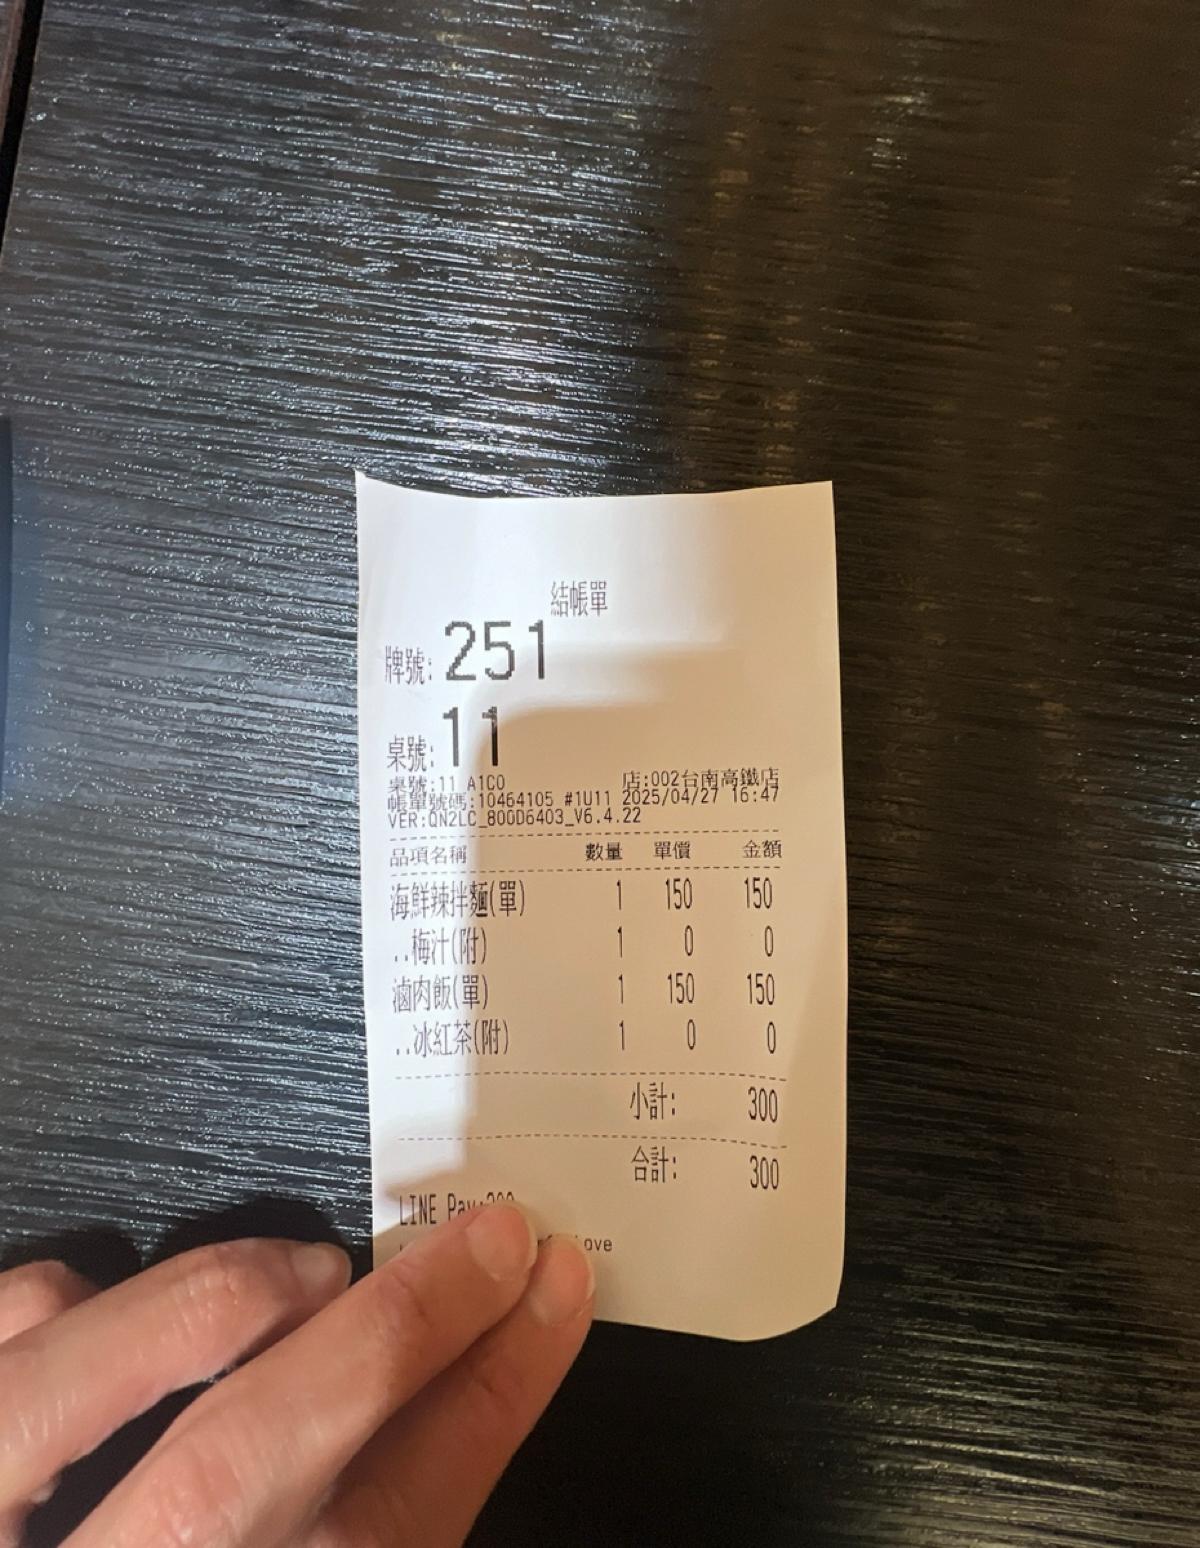 結帳單
牌號: 251
桌號: 11
桌號:11 A1C0 店:002台南高鐵店
帳單號碼:10464105 #1U11 2025/04/27 16:47
VER:QN2LC_800D6403_V6.4.22
品項名稱 數量 單價 金額
海鮮辣拌麵(單) 1 150 150
..梅汁(附) 1 0 0
滷肉飯(單) 1 150 150
..冰紅茶(附) 1 0 0
小計: 300
合計: 300
LINE Pay:300
ove